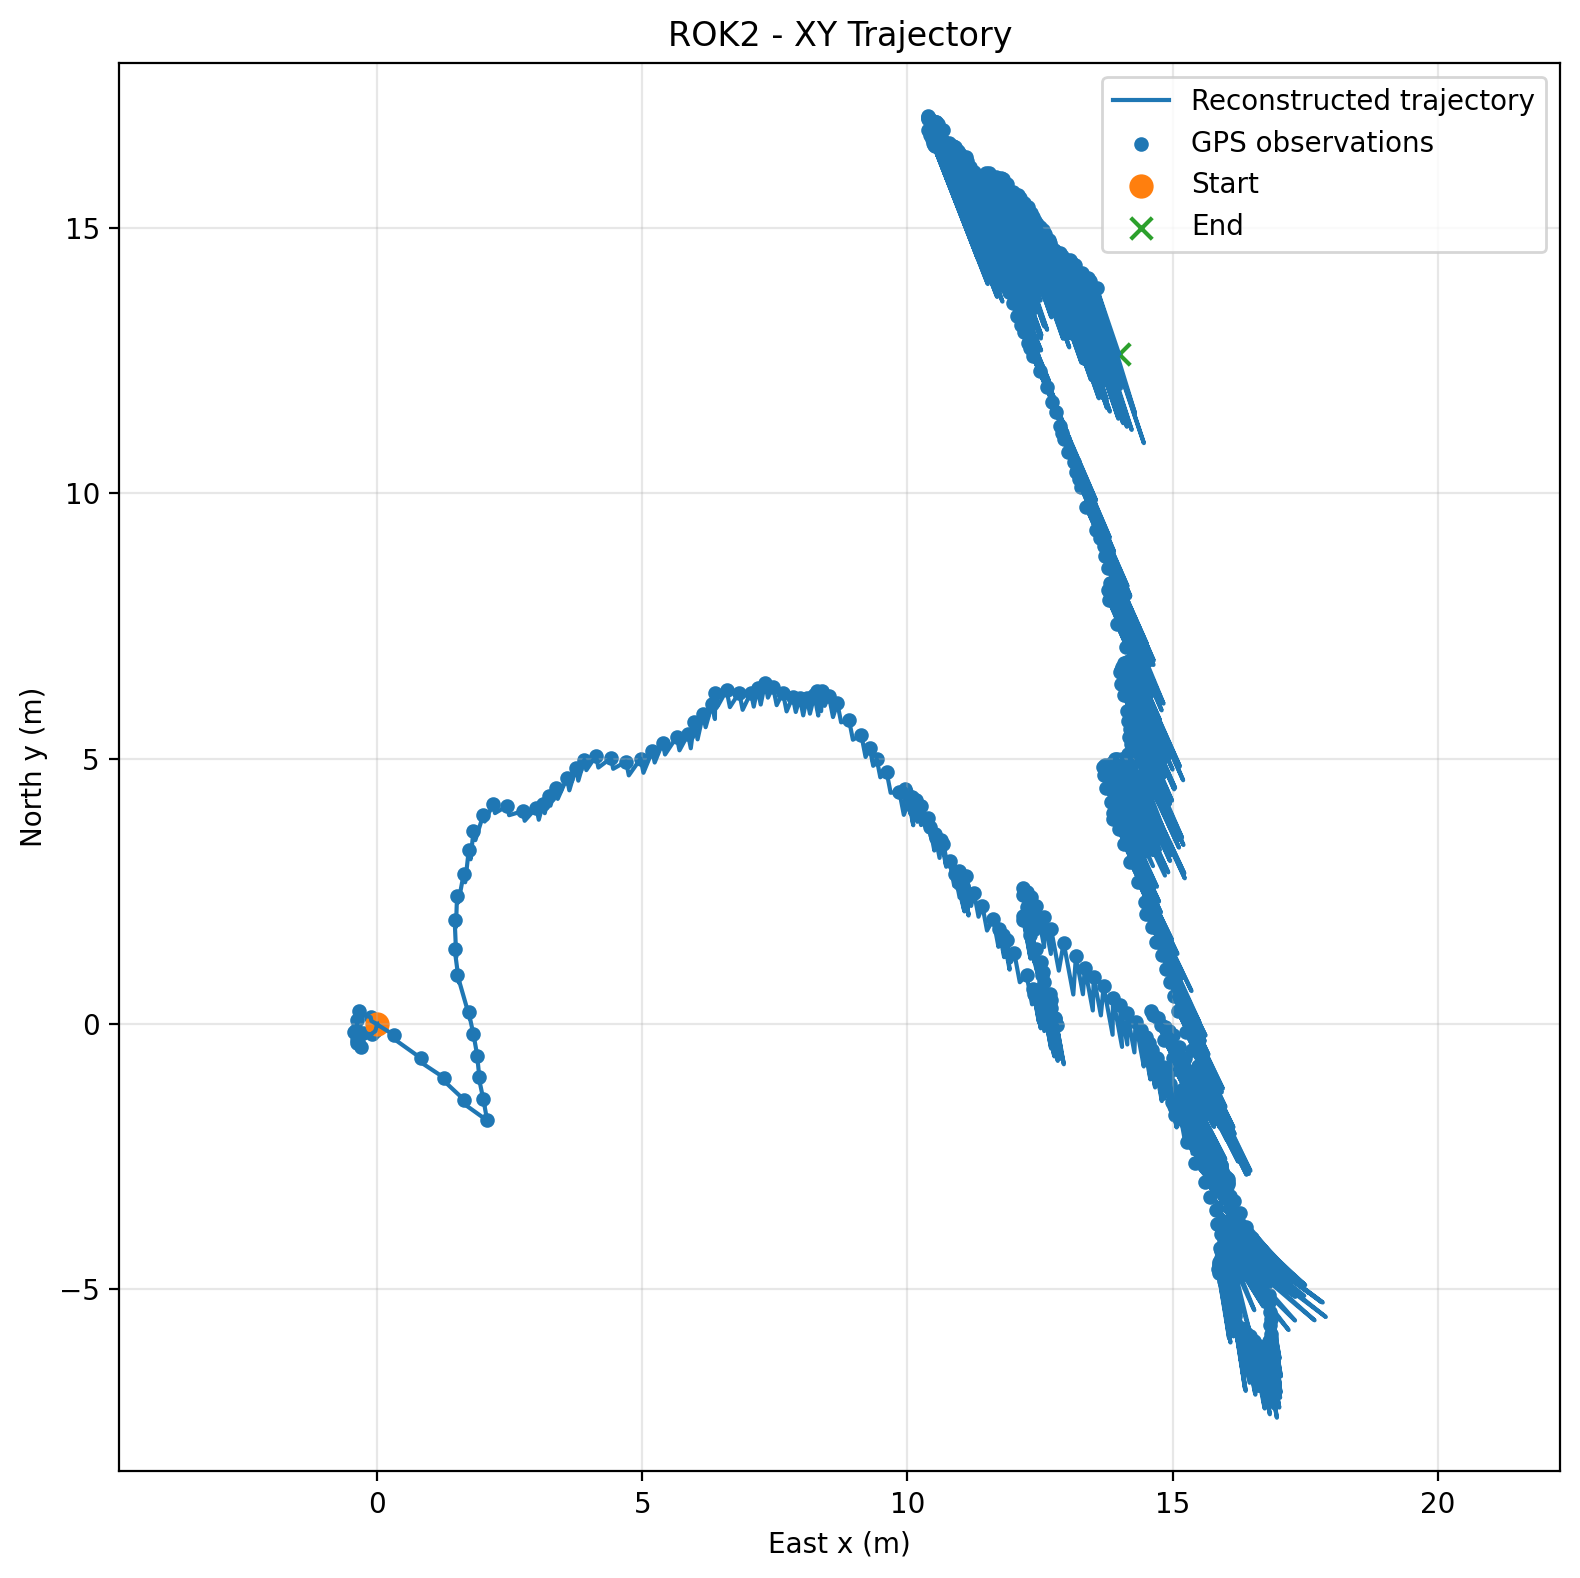 ROK2 - XY Trajectory
Reconstructed trajectory
GPS observations
Start
End
15
10
5
0
−5
North y (m)
0
5
10
15
20
East x (m)